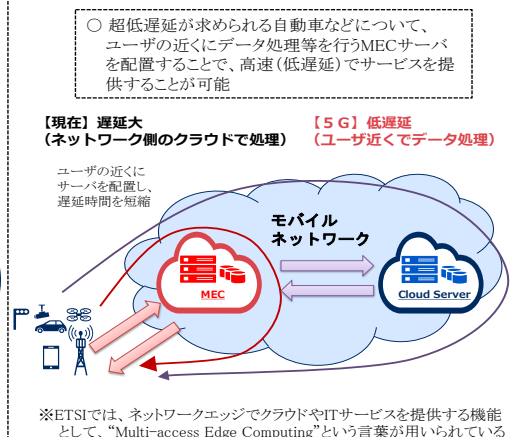 ○ 超低遅延が求められる自動車などについて、
ユーザの近くにデータ処理等を行うMECサーバ
を配置することで、高速(低遅延)でサービスを提
供することが可能
【現在】遅延大
(ネットワーク側のクラウドで処理)
【5G】低遅延
(ユーザ近くでデータ処理)
ユーザの近くに
サーバを配置し、
遅延時間を短縮
モバイル
ネットワーク
MEC
Cloud Server
※ETSIでは、ネットワークエッジでクラウドやITサービスを提供する機能
として、“Multi-access Edge Computing”という言葉が用いられている